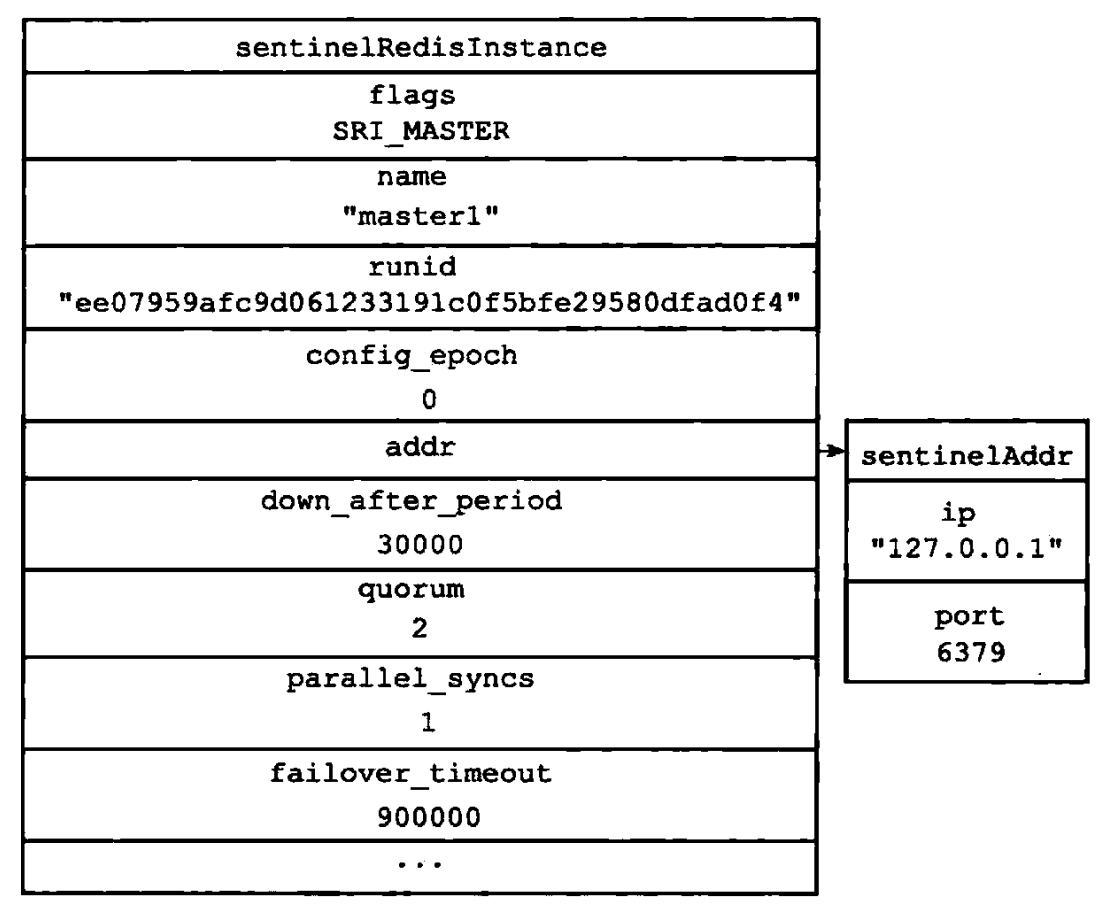 sentinelRedisInstance
flags
SRI_MASTER
name
"master1"
runid
"ee07959afc9d061233191c0f5bfe29580dfad0f4"
config_epoch
0
addr
down_after_period
30000
quorum
2
parallel_syncs
1
failover_timeout
900000
...
sentinelAddr
ip
"127.0.0.1"
port
6379